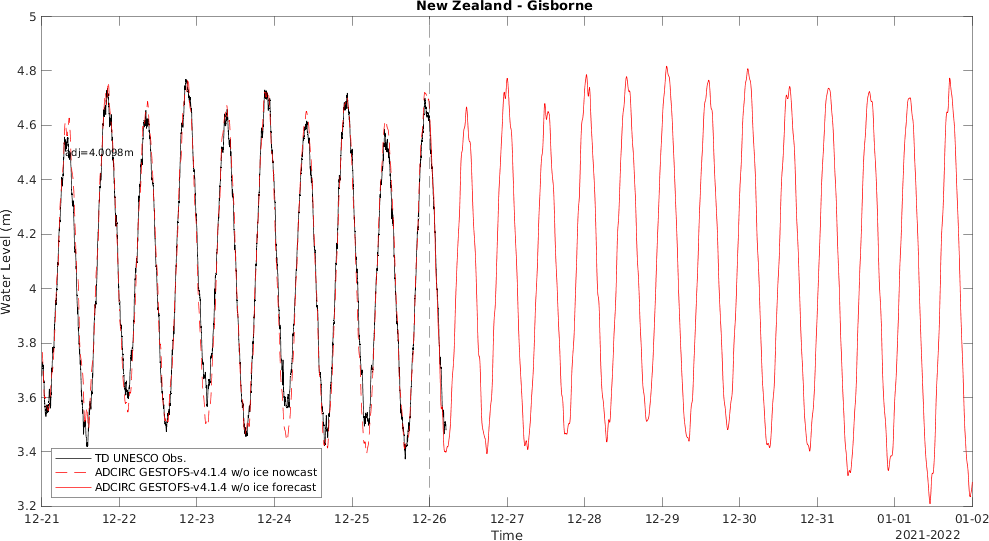 New Zealand - Gisborne
5
4.8
4.6
4.4
4.2
4
3.8
3.6
3.4
3.2
Water Level (m)
adj=4.0098m
TD UNESCO Obs.
ADCIRC GESTOFS-v4.1.4 w/o ice nowcast
ADCIRC GESTOFS-v4.1.4 w/o ice forecast
12-21 12-22 12-23 12-24 12-25 12-26 12-27 12-28 12-29 12-30 12-31 01-01 01-02
Time
2021-2022